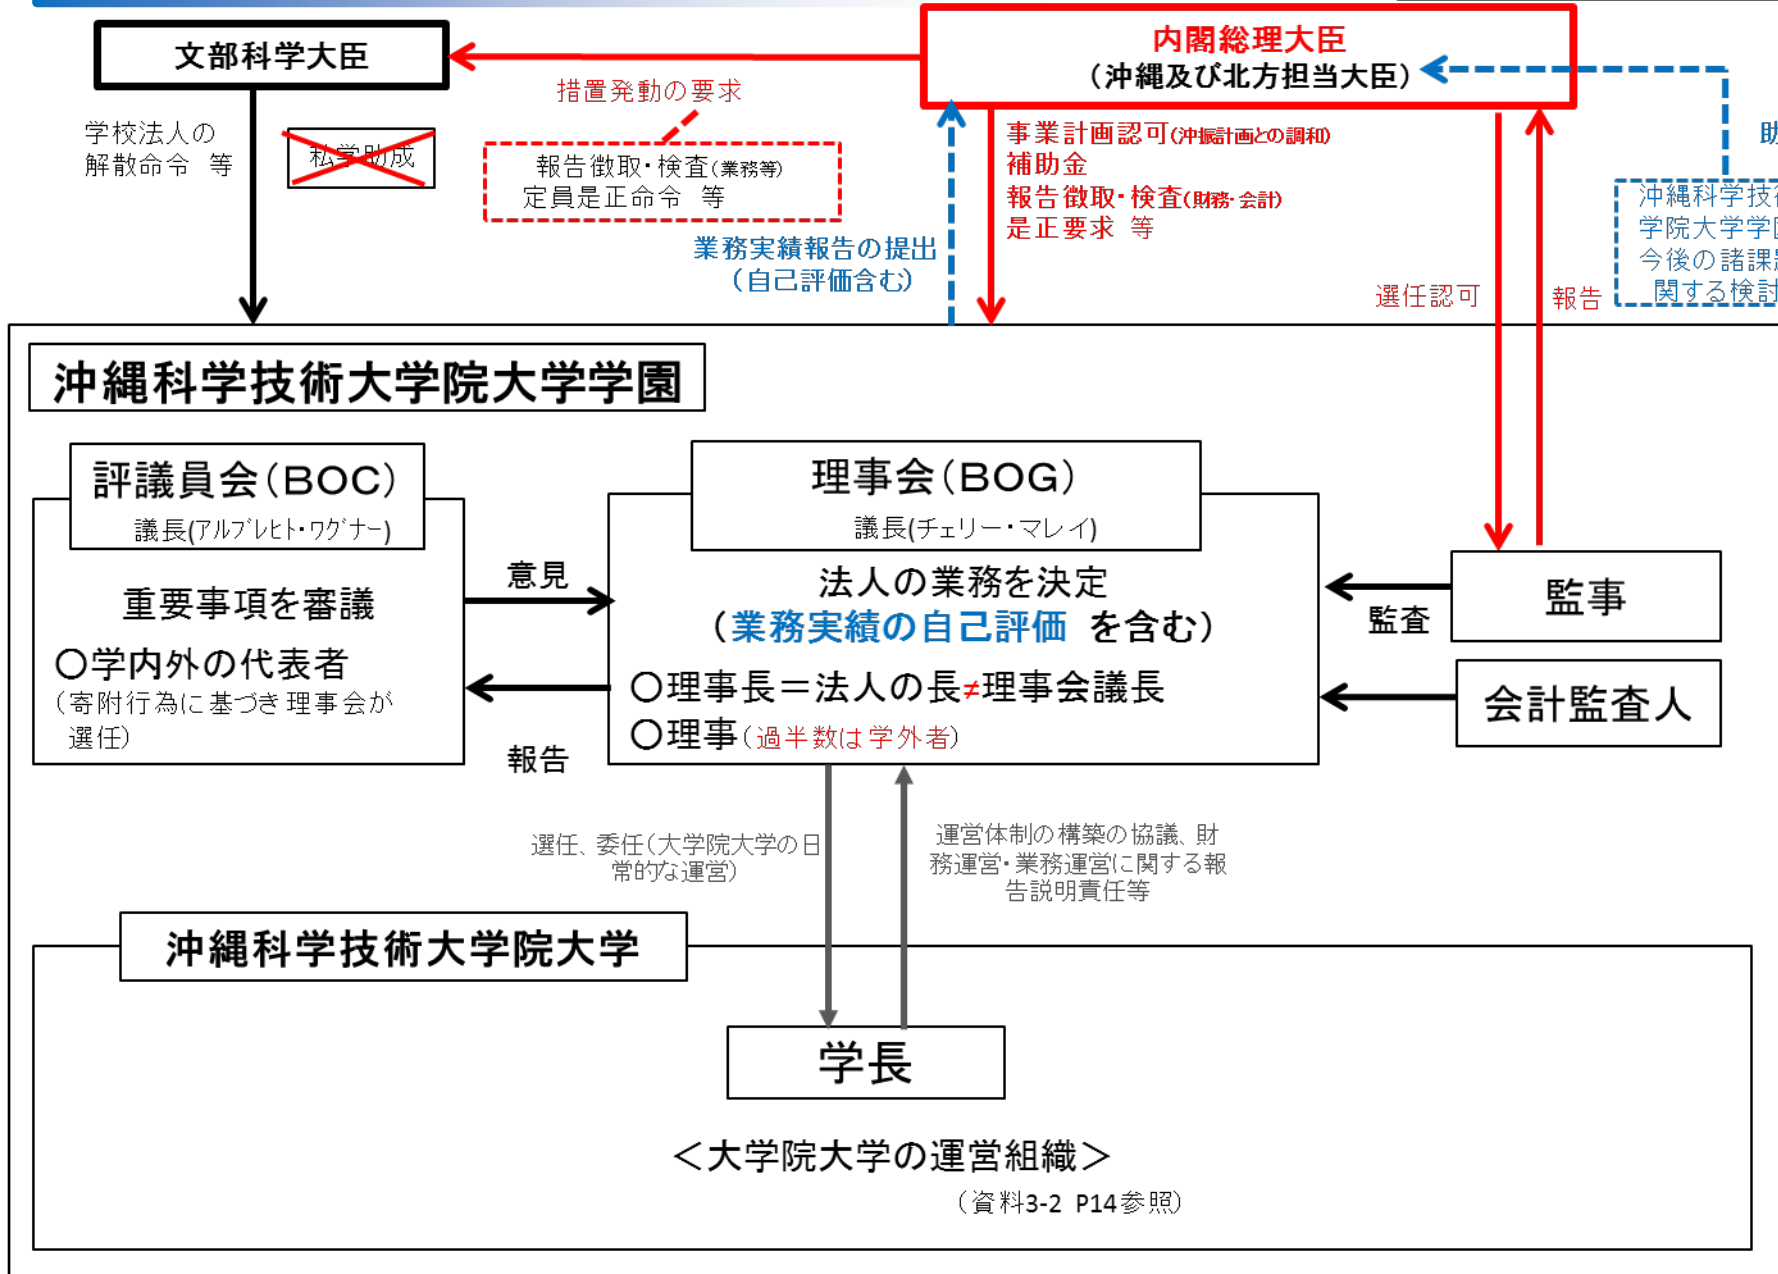 文部科学大臣
内閣総理大臣
(沖縄及び北方担当大臣)
措置発動の要求
学校法人の
解散命令 等
私学助成
報告徴取・検査(業務等)
定員是正命令 等
事業計画認可(沖振計画との調和)
補助金
報告徴取・検査(財務・会計)
是正要求 等
業務実績報告の提出
(自己評価含む)
選任認可
報告
沖縄科学技
学院大学学
今後の諸課
関する検討
沖縄科学技術大学院大学学園
評議員会(BOC)
議長(アルブレヒト・ワグナー)
重要事項を審議
○学内外の代表者
(寄附行為に基づき理事会が
選任)
意見
報告
理事会(BOG)
議長(チェリー・マレイ)
法人の業務を決定
(業務実績の自己評価 を含む)
○理事長=法人の長≠理事会議長
○理事(過半数は学外者)
監査
監事
会計監査人
選任、委任(大学院大学の日
常的な運営)
運営体制の構築の協議、財
務運営・業務運営に関する報
告説明責任等
沖縄科学技術大学院大学
学長
<大学院大学の運営組織>
(資料3-2 P14参照)